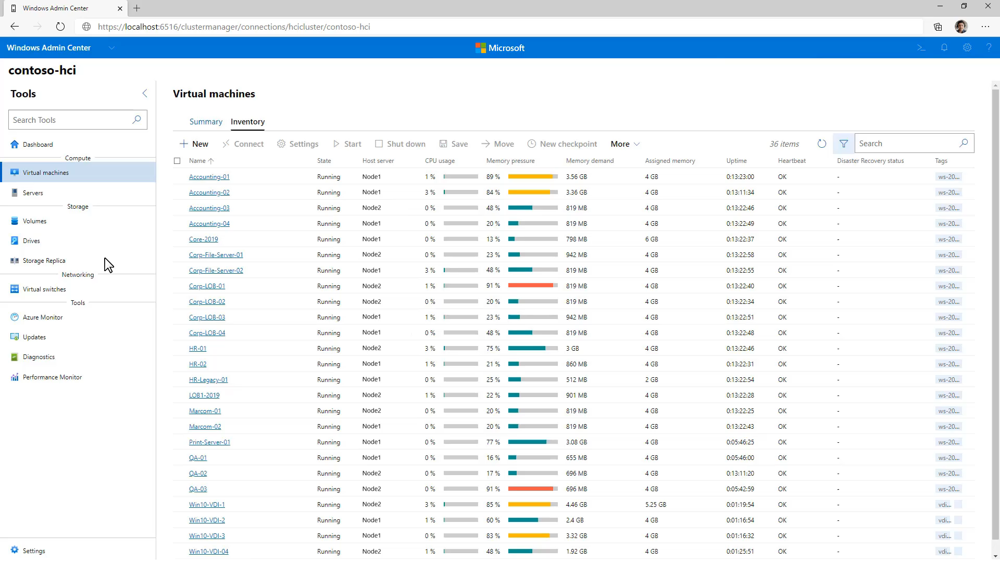 Windows Admin Center
https://localhost:6516/clustermanager/connections/hcicluster/contoso-hci
Windows Admin Center
Microsoft
contoso-hci
Tools
Search Tools
Dashboard
Compute
Virtual machines
Servers
Storage
Volumes
Drives
Storage Replica
Networking
Virtual switches
Tools
Azure Monitor
Updates
Diagnostics
Performance Monitor
Settings
Virtual machines
Summary Inventory
New Connect Settings Start Shut down Save Move New checkpoint More 36 items Search
Name State Host server CPU usage Memory pressure Memory demand Assigned memory Uptime Heartbeat Disaster Recovery status Tags
Accounting-01 Running Node1 1 % 89 % 3.56 GB 4 GB 0:13:23:00 OK - ws-20...
Accounting-02 Running Node1 3 % 84 % 3.36 GB 4 GB 0:13:11:34 OK - ws-20...
Accounting-03 Running Node2 0 % 48 % 819 MB 4 GB 0:13:22:46 OK - ws-20...
Accounting-04 Running Node1 0 % 20 % 819 MB 4 GB 0:13:22:49 OK - ws-20...
Core-2019 Running Node1 0 % 13 % 798 MB 6 GB 0:13:22:37 OK - ws-20...
Corp-File-Server-01 Running Node2 0 % 23 % 942 MB 4 GB 0:13:22:58 OK - ws-20...
Corp-File-Server-02 Running Node1 3 % 48 % 819 MB 4 GB 0:13:22:55 OK - ws-20...
Corp-LOB-01 Running Node2 1 % 91 % 819 MB 4 GB 0:13:22:40 OK - ws-20...
Corp-LOB-02 Running Node2 0 % 20 % 819 MB 4 GB 0:13:22:34 OK - ws-20...
Corp-LOB-03 Running Node1 1 % 23 % 942 MB 4 GB 0:13:22:51 OK - ws-20...
Corp-LOB-04 Running Node1 0 % 48 % 819 MB 4 GB 0:13:22:48 OK - ws-20...
HR-01 Running Node2 3 % 75 % 3 GB 4 GB 0:13:22:46 OK - ws-20...
HR-02 Running Node1 1 % 21 % 860 MB 4 GB 0:13:22:31 OK - ws-20...
HR-Legacy-01 Running Node1 0 % 25 % 512 MB 2 GB 0:13:22:54 OK - ws-20...
LOB1-2019 Running Node2 1 % 22 % 901 MB 4 GB 0:13:22:28 OK - ws-20...
Marcom-01 Running Node2 0 % 20 % 819 MB 4 GB 0:13:22:25 OK - ws-20...
Marcom-02 Running Node1 0 % 20 % 819 MB 4 GB 0:13:22:43 OK - ws-20...
Print-Server-01 Running Node1 0 % 77 % 3.08 GB 4 GB 0:05:46:25 OK - ws-20...
QA-01 Running Node1 0 % 16 % 655 MB 4 GB 0:05:46:00 OK - ws-20...
QA-02 Running Node2 0 % 17 % 696 MB 4 GB 0:13:11:20 OK - ws-20...
QA-03 Running Node2 0 % 91 % 696 MB 4 GB 0:05:42:59 OK - ws-20...
Win10-VDI-1 Running Node2 3 % 85 % 4.46 GB 5.25 GB 0:01:19:54 OK - vdi...
Win10-VDI-2 Running Node1 1 % 60 % 2.4 GB 4 GB 0:01:16:54 OK - vdi...
Win10-VDI-3 Running Node1 0 % 83 % 3.32 GB 4 GB 0:01:16:32 OK - vdi...
Win10-VDI-04 Running Node2 1 % 48 % 1.92 GB 4 GB 0:01:25:51 OK - vdi...